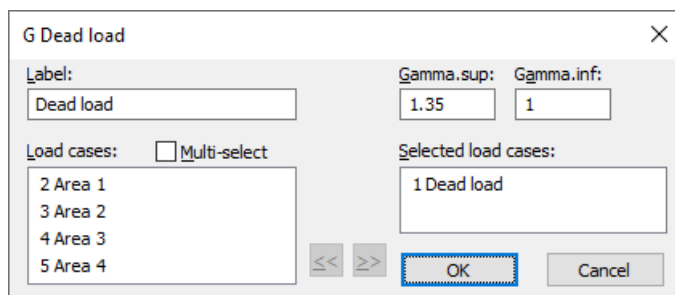 G Dead load
Label:
Dead load
Gamma.sup: Gamma.inf:
1.35 1
Load cases: Multi-select
2 Area 1
3 Area 2
4 Area 3
5 Area 4
Selected load cases:
1 Dead load
<< >>
OK Cancel